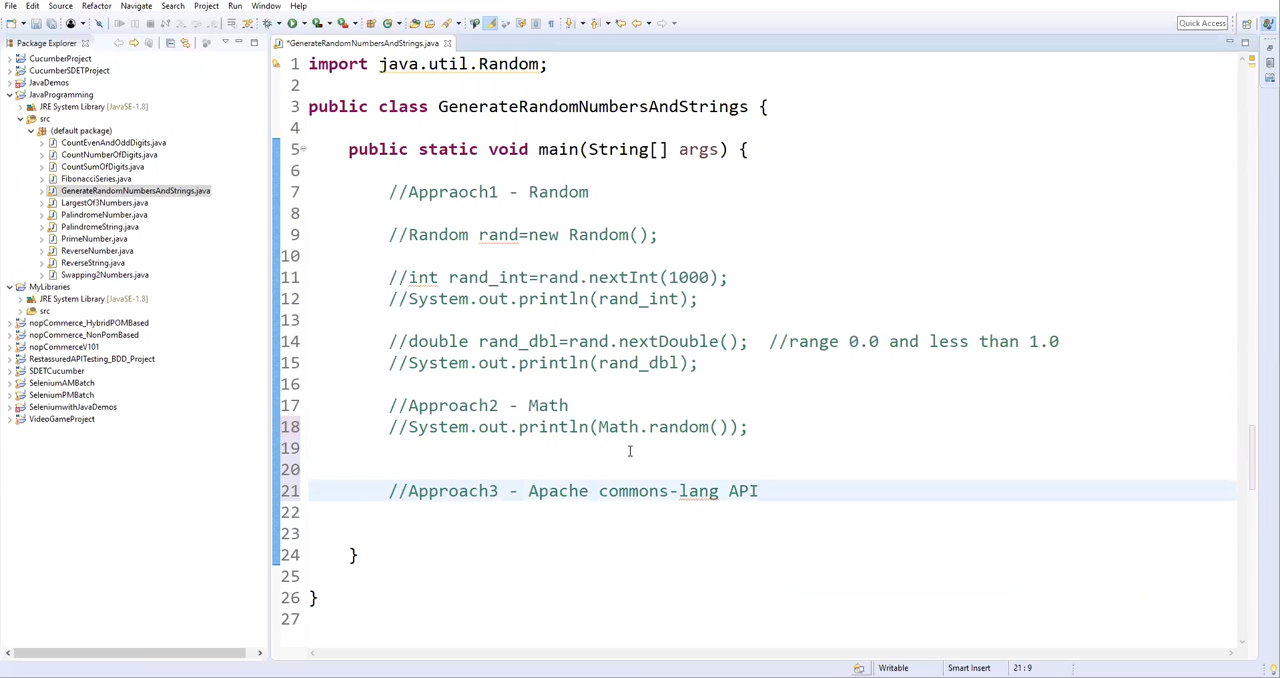 File Edit Source Refactor Navigate Search Project Run Window Help
Quick Access
Package Explorer
*GenerateRandomNumbersAndStrings.java
CucumberProject
CucumberSDETProject
JavaDemos
JavaProgramming
JRE System Library [JavaSE-1.8]
src
(default package)
CountEvenAndOddDigits.java
CountNumberOfDigits.java
CountSumOfDigits.java
FibonacciSeries.java
GenerateRandomNumbersAndStrings.java
LargestOf3Numbers.java
PalindromeNumber.java
PalindromeString.java
PrimeNumber.java
ReverseNumber.java
ReverseString.java
Swapping2Numbers.java
MyLibraries
JRE System Library [JavaSE-1.8]
src
nopCommerce_HybridPOMBased
nopCommerce_NonPomBased
nopCommerceV101
RestassuredAPITesting_BDD_Project
SDETCucumber
SeleniumAMBatch
SeleniumPMBatch
SeleniumwithJavaDemos
VideoGameProject
1 import java.util.Random;
2
3 public class GenerateRandomNumbersAndStrings {
4
5 public static void main(String[] args) {
6
7 //Appraoch1 - Random
8
9 //Random rand=new Random();
10
11 //int rand_int=rand.nextInt(1000);
12 //System.out.println(rand_int);
13
14 //double rand_dbl=rand.nextDouble(); //range 0.0 and less than 1.0
15 //System.out.println(rand_dbl);
16
17 //Approach2 - Math
18 //System.out.println(Math.random());
19
20
21 //Approach3 - Apache commons-lang API
22
23
24 }
25
26 }
27
Writable Smart Insert 21 : 9